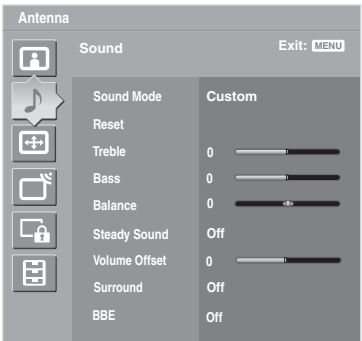 Antenna
Sound Exit: MENU
Sound Mode Custom
Reset
Treble 0
Bass 0
Balance 0
Steady Sound Off
Volume Offset 0
Surround Off
BBE Off